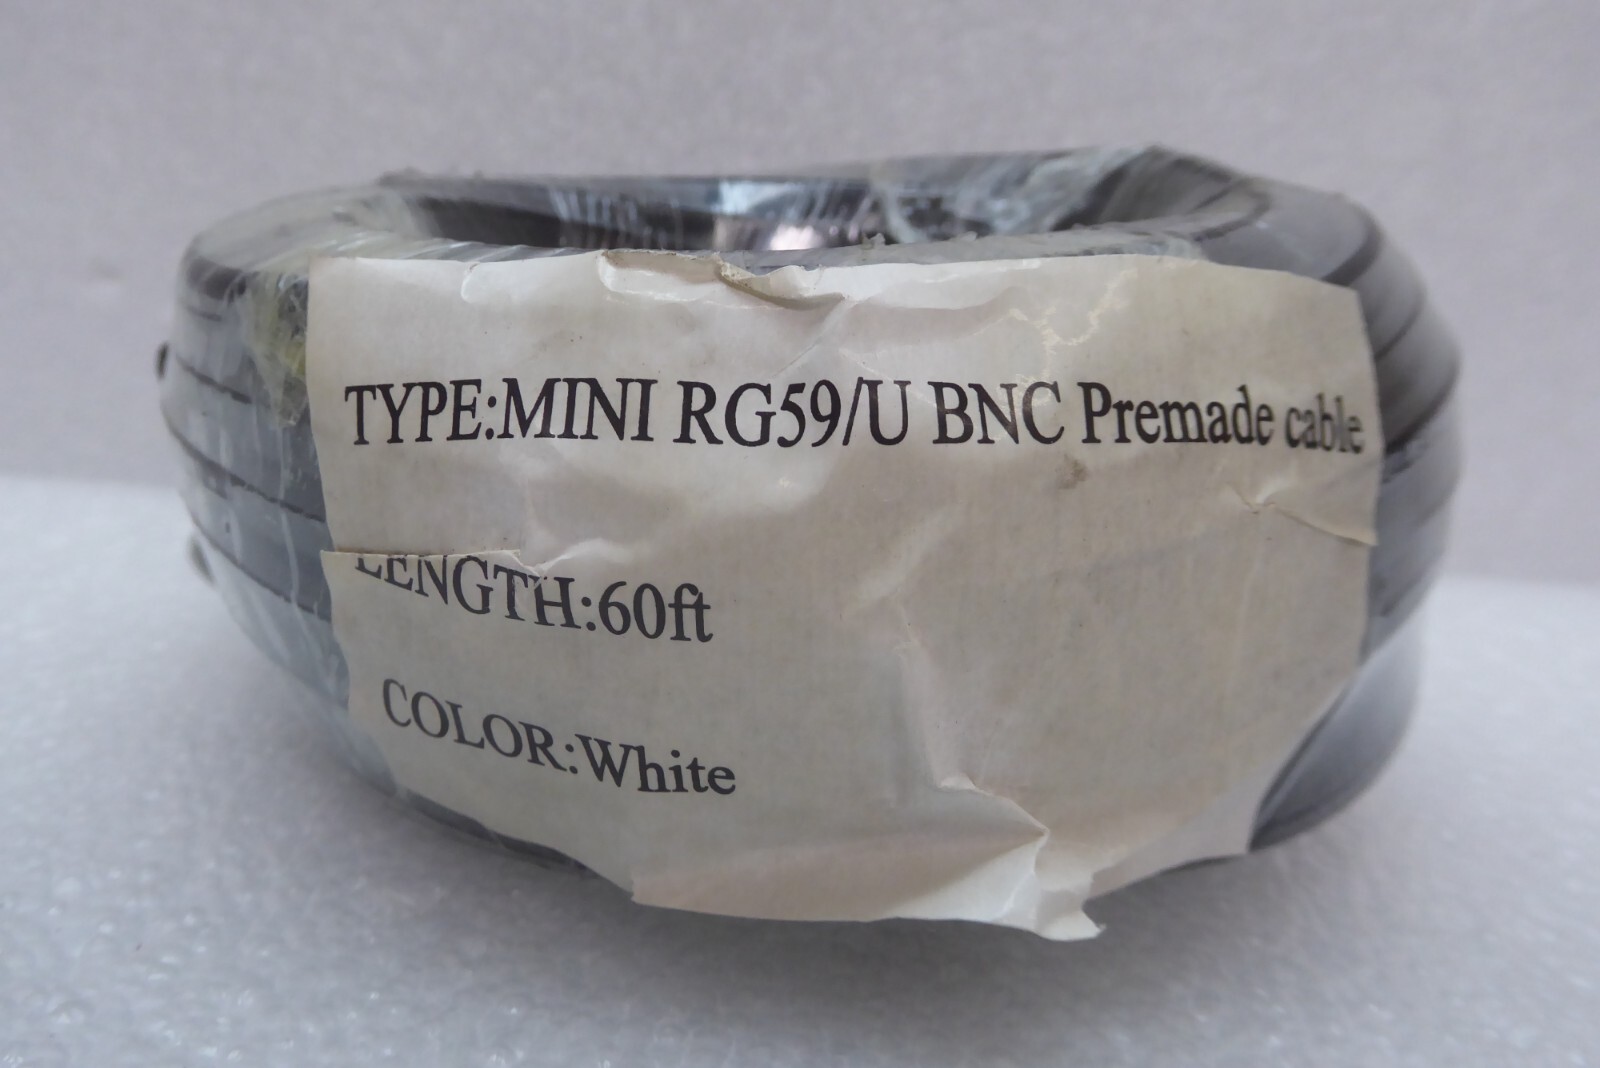 TYPE:MINI RG59/U BNC Premade cable
LENGTH:60ft
COLOR:White